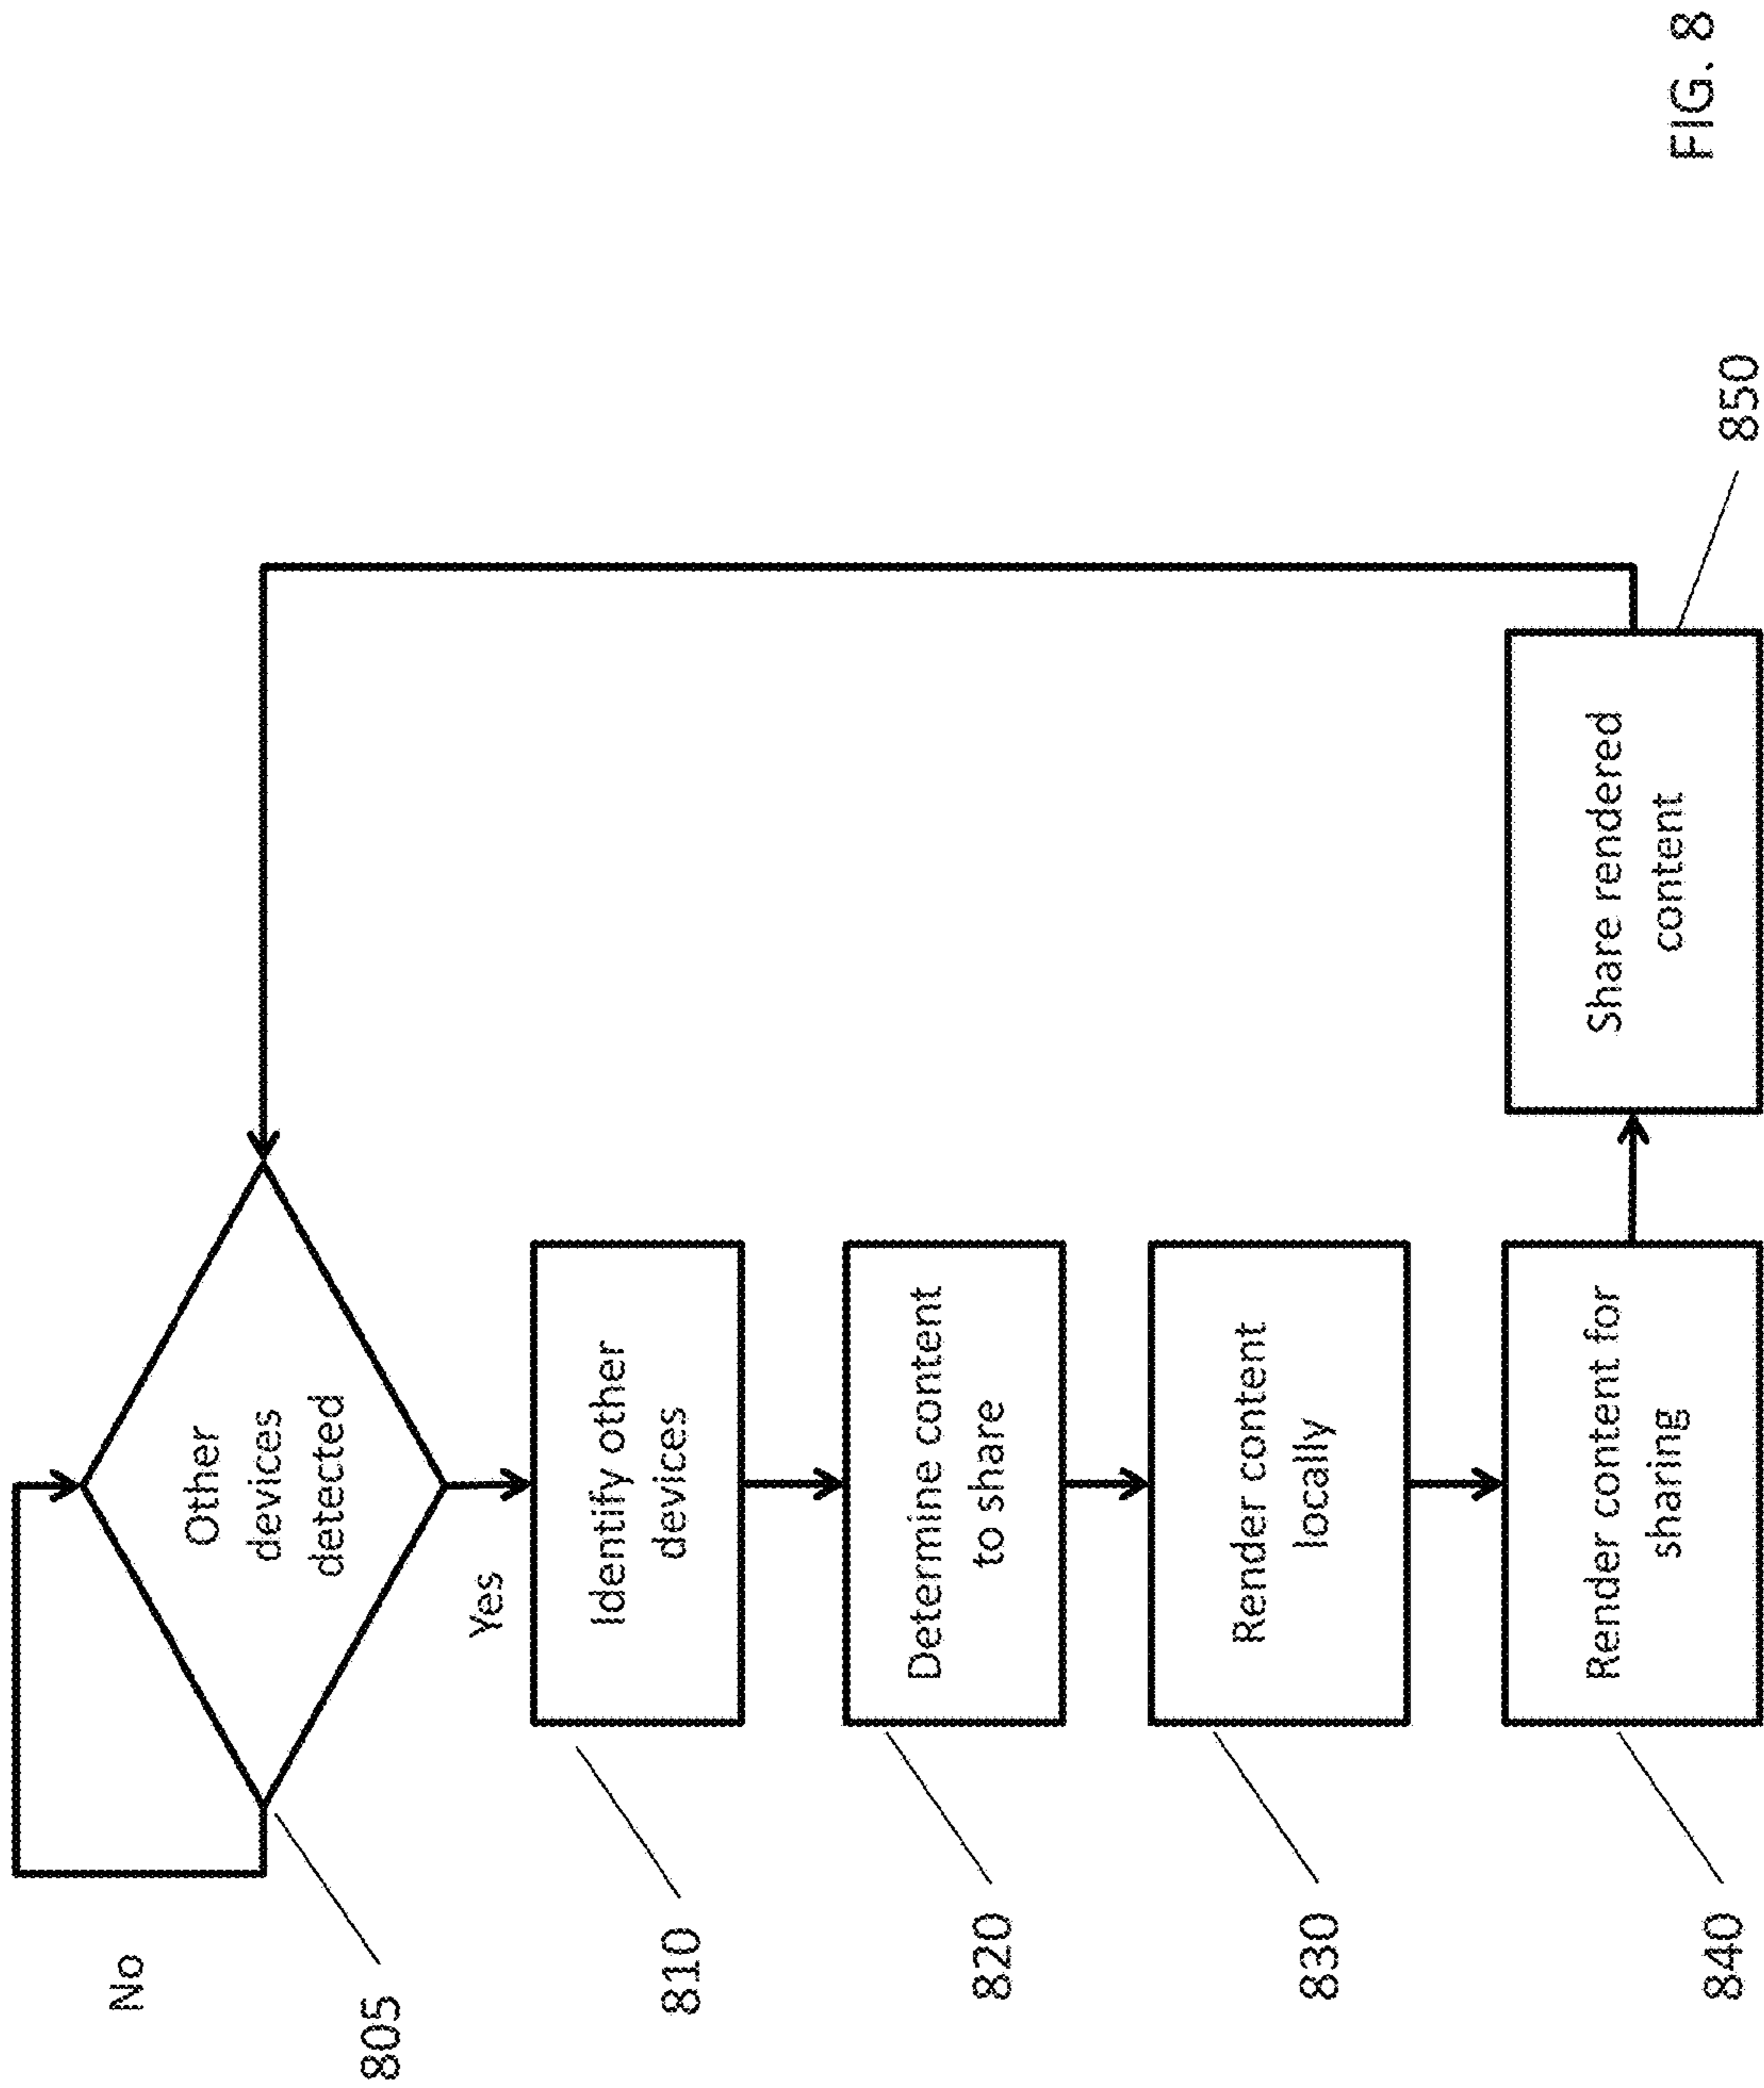 No
805
Other
devices
detected
Yes
810
Identify other
devices
820
Determine content
to share
830
Render content
locally
840
Render content for
sharing
Share rendered
content
850
FIG. 8